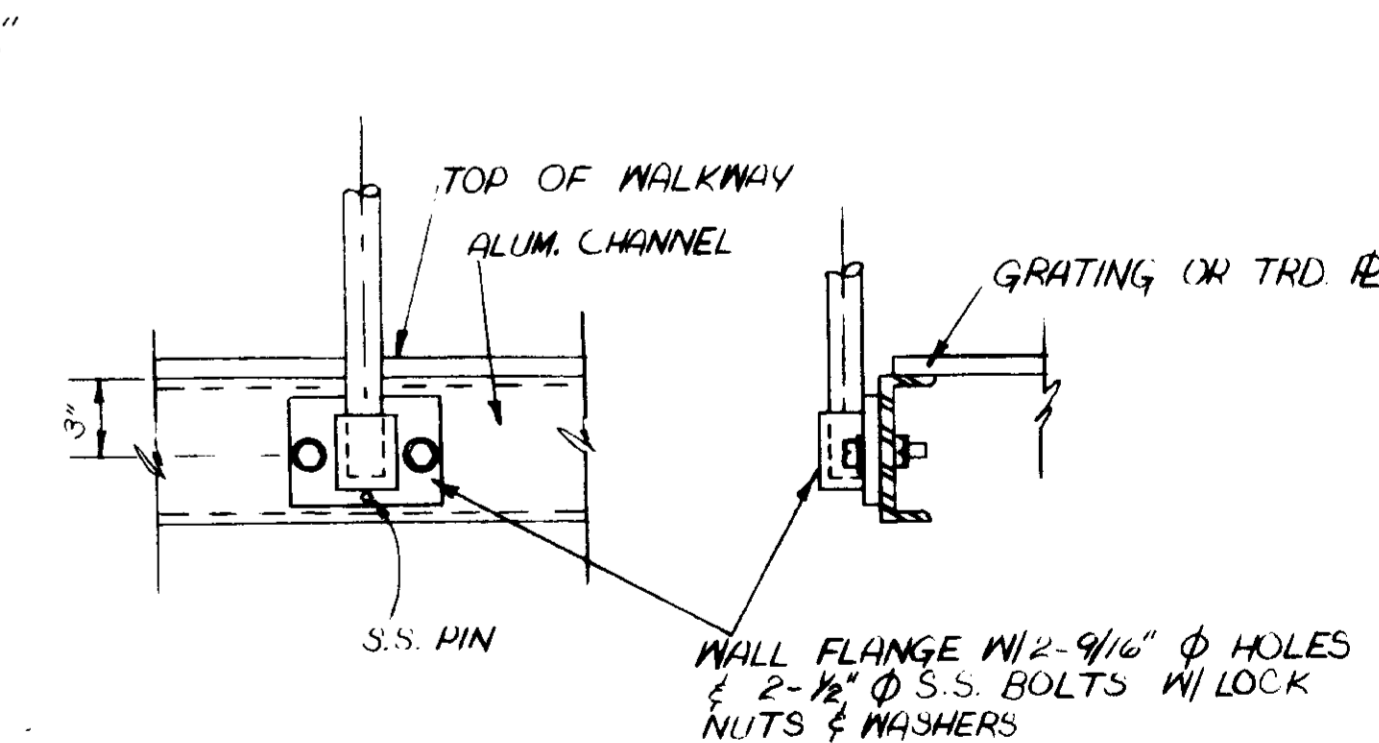 "
TOP OF WALKWAY
ALUM. CHANNEL
GRATING OR TRD. ℄
3"
S.S. PIN
WALL FLANGE W/2-9/16" Φ HOLES
& 2-1/2" Φ S.S. BOLTS W/ LOCK
NUTS & WASHERS